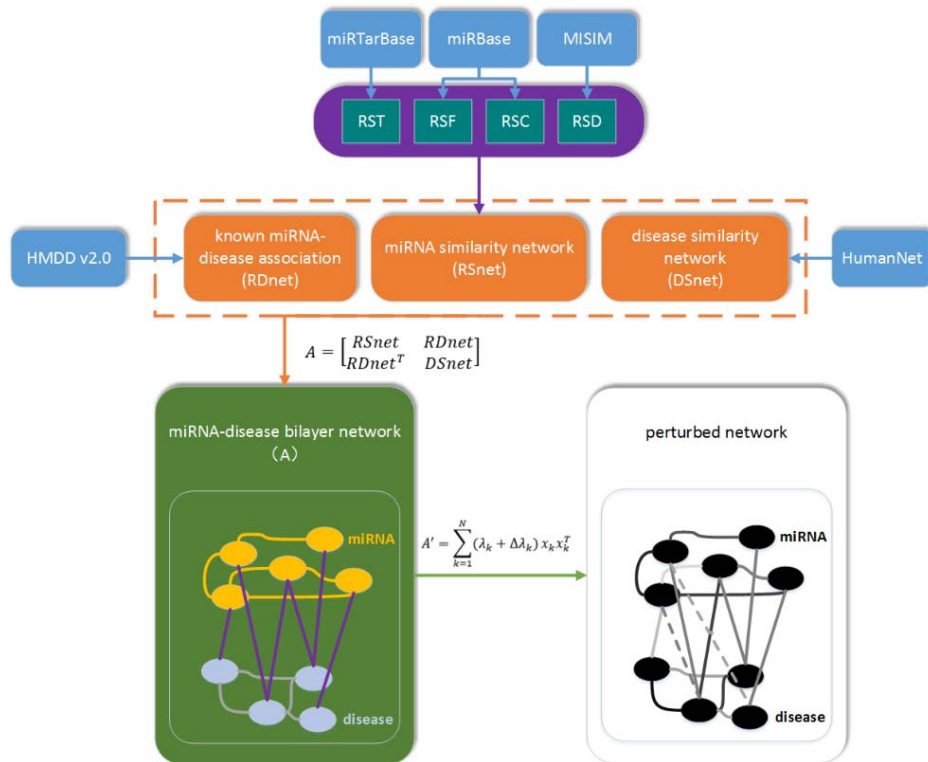 miRTarBase
miRBase
MISIM
RST
RSF
RSC
RSD
HMDD v2.0
known miRNA-
disease association
(RDnet)
miRNA similarity network
(RSnet)
disease similarity
network
(DSnet)
HumanNet
A = [RSnet RDnet
RDnet^T DSnet]
miRNA-disease bilayer network
（A）
miRNA
disease
A′ = ∑_{k=1}^{N} (λ_k + Δλ_k) x_k x_k^T
perturbed network
miRNA
disease